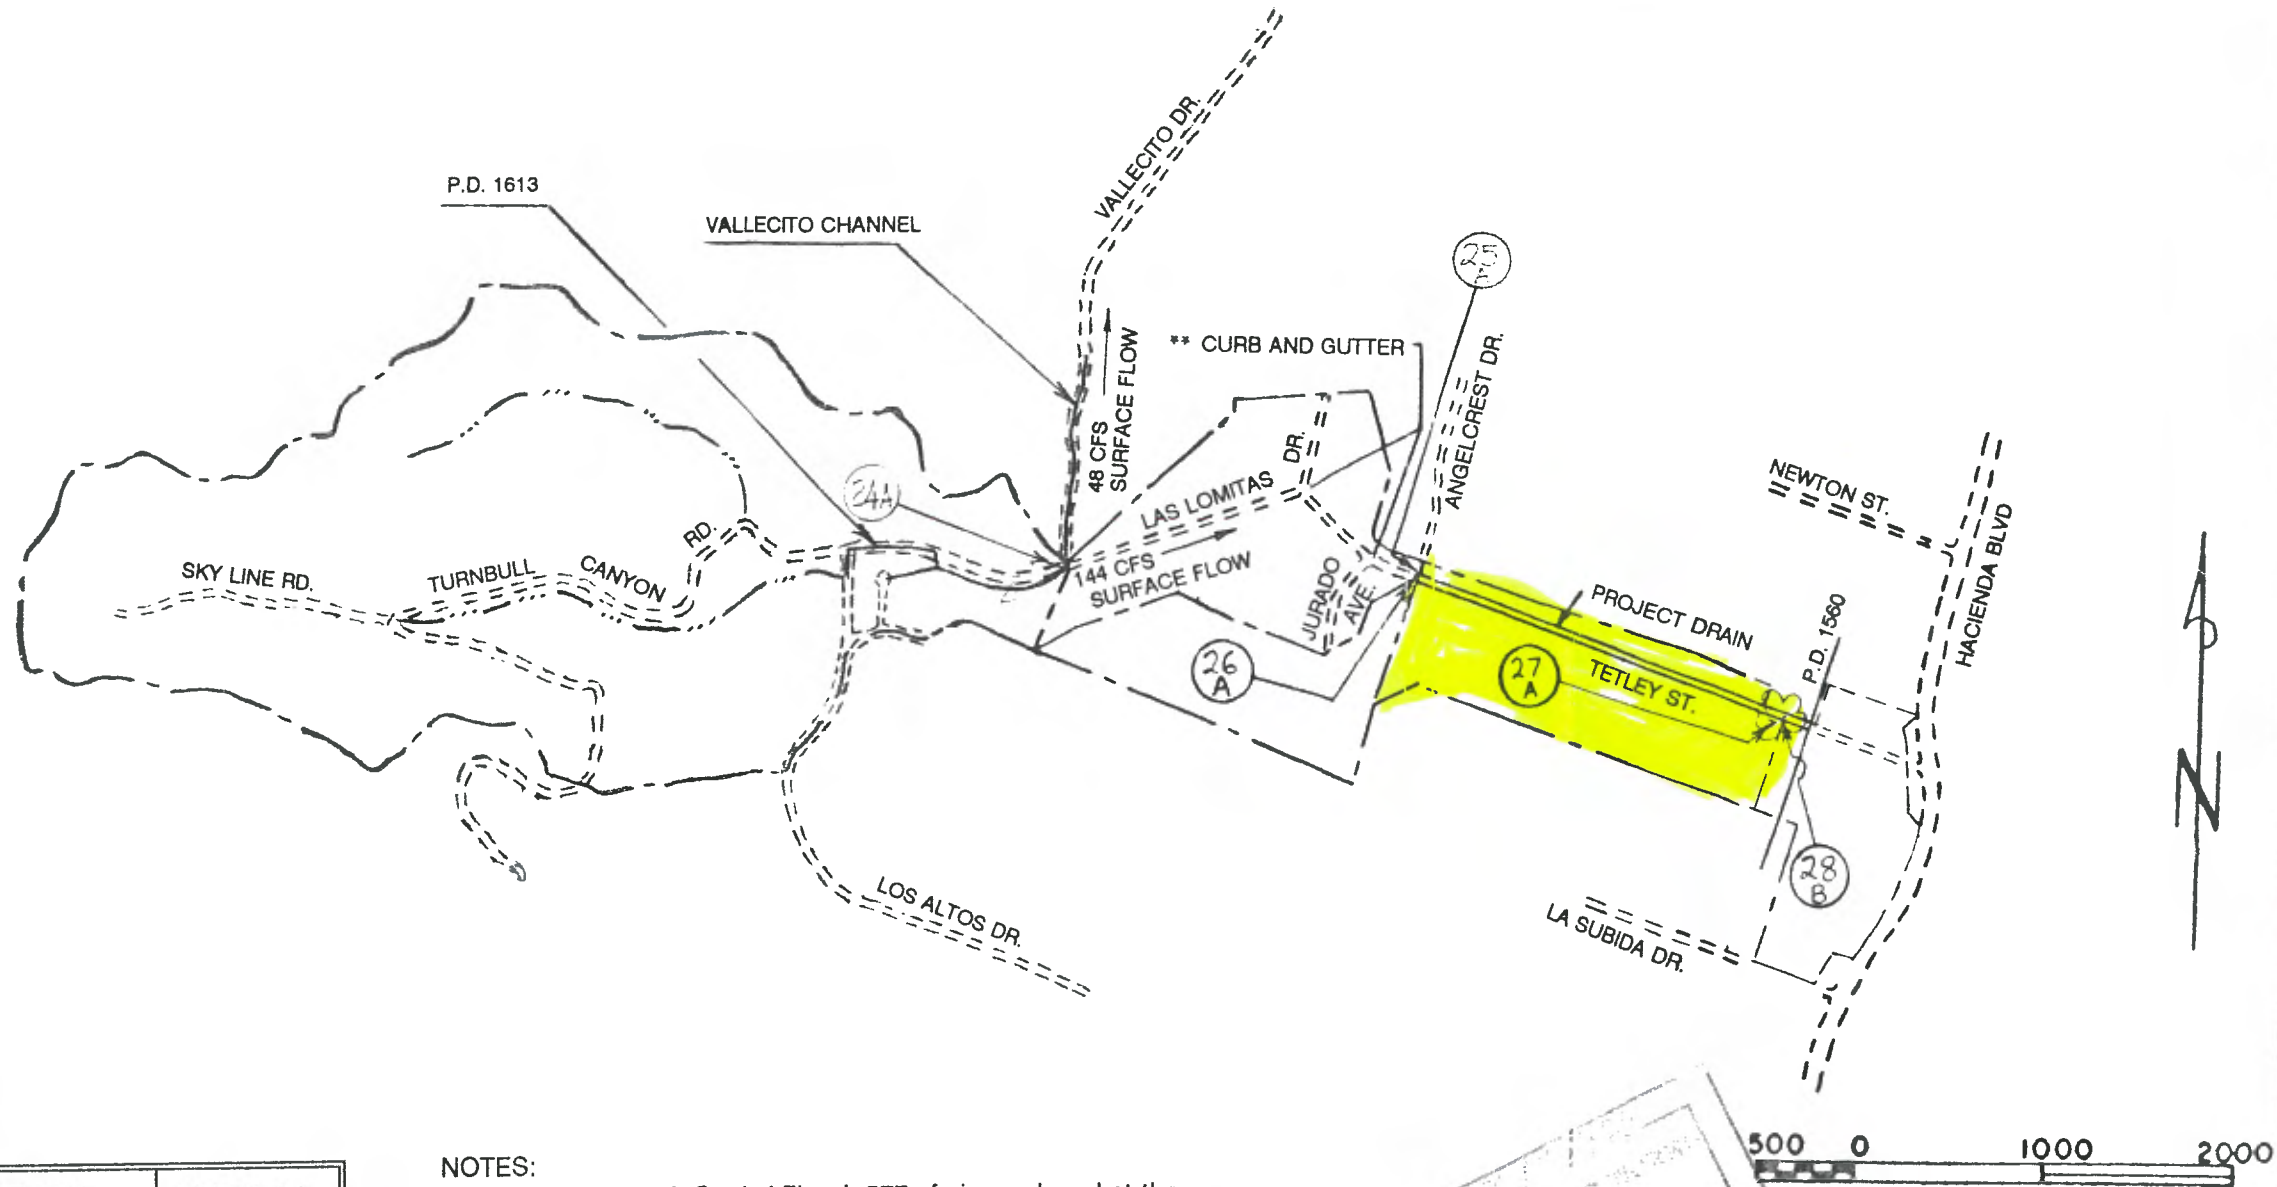 P.D. 1613
VALLECITO CHANNEL
VALLECITO DR.
48 CFS
SURFACE FLOW
** CURB AND GUTTER
25
ANGELCREST DR.
LAS LOMITAS
DR.
144 CFS
SURFACE FLOW
24A
SKY LINE RD.
TURNBULL
CANYON
RD.
JURADO
AVE.
26
A
27
A
PROJECT DRAIN
TETLEY ST.
P.D. 1560
NEWTON ST.
HACIENDA BLVD
28
B
LA SUBIDA DR.
LOS ALTOS DR.
N
NOTES:
500 0 1000 2000